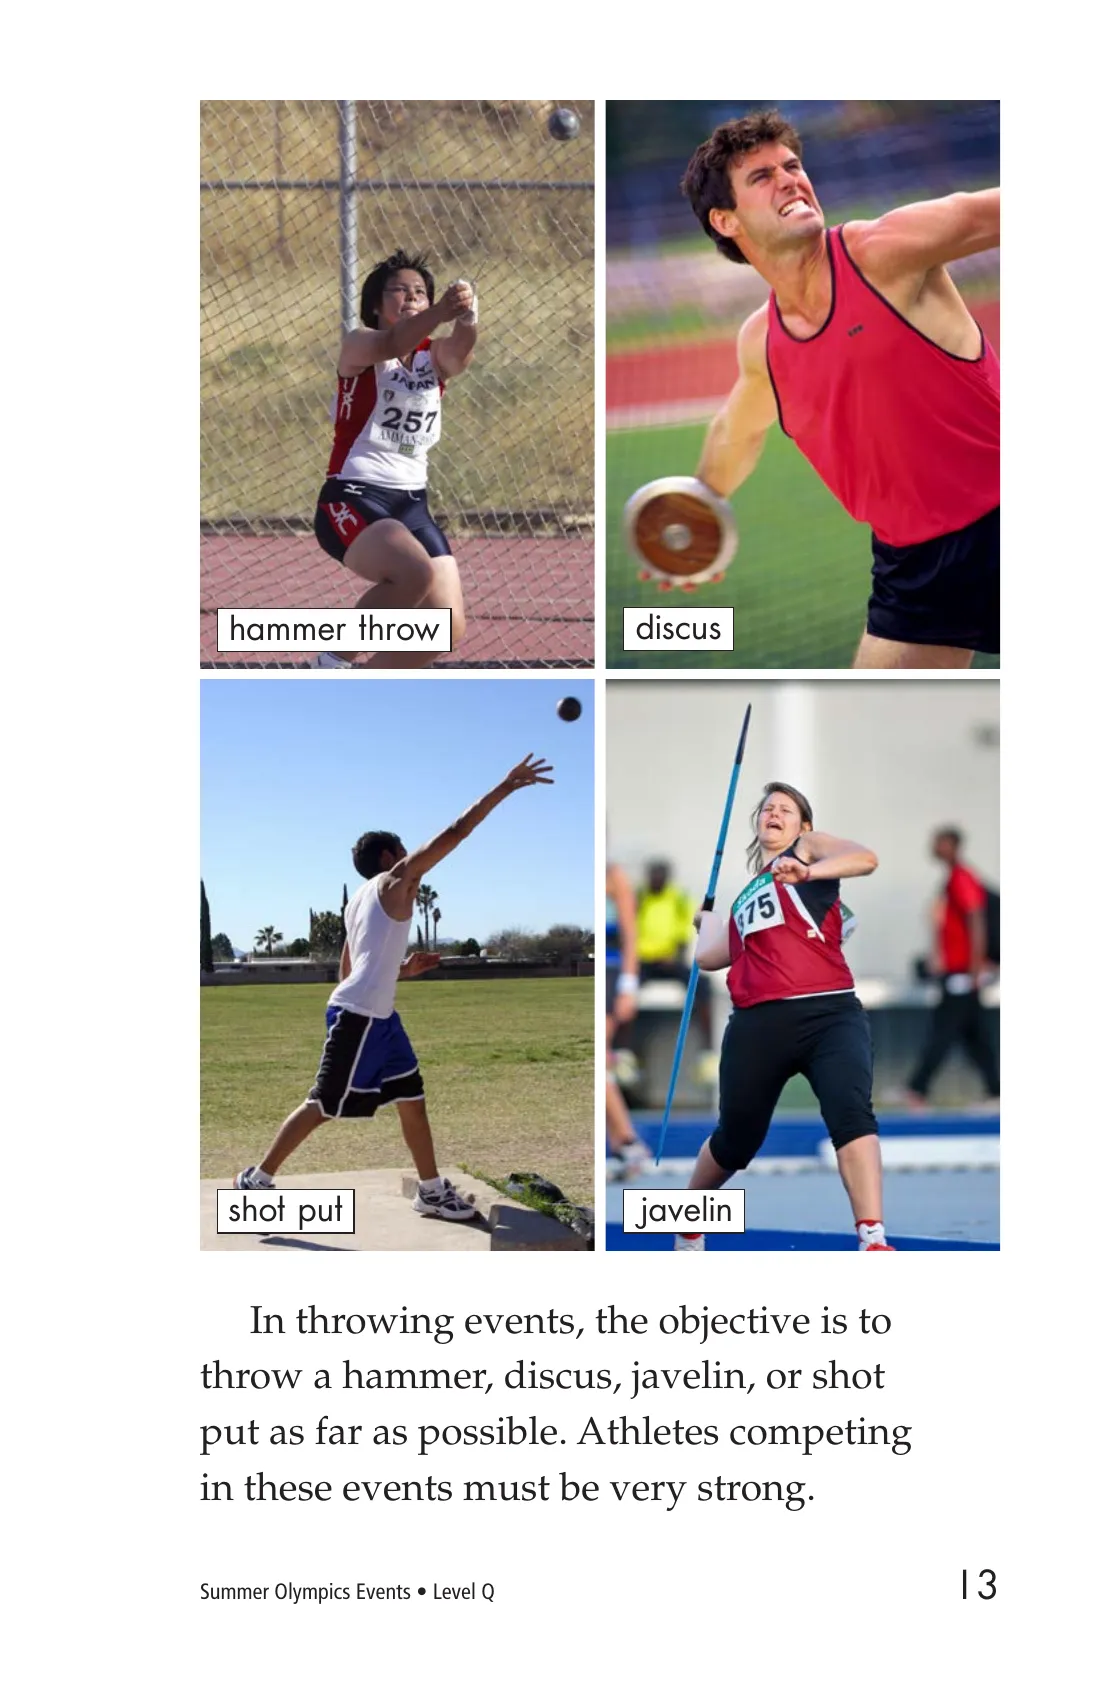 JAPAN
257
AMMAN
hammer throw
discus
shot put
Skoda
375
javelin
In throwing events, the objective is to
throw a hammer, discus, javelin, or shot
put as far as possible. Athletes competing
in these events must be very strong.
Summer Olympics Events • Level Q
13